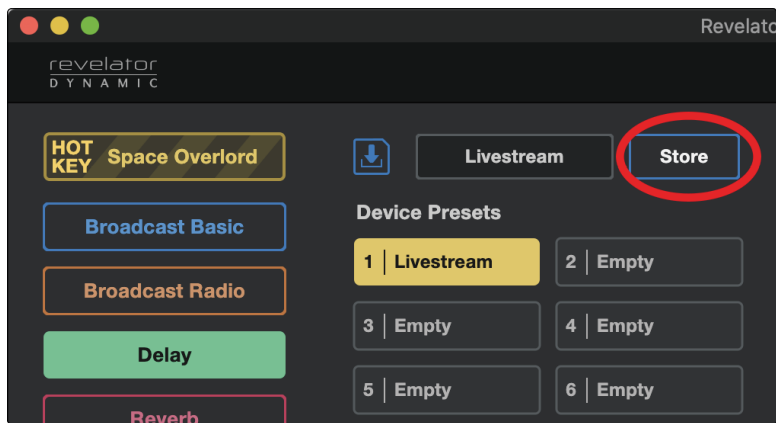 Revelato
revelator
DYNAMIC
HOT KEY Space Overlord
Livestream
Store
Broadcast Basic
Device Presets
Broadcast Radio
1 Livestream
2 Empty
Delay
3 Empty
4 Empty
Reverb
5 Empty
6 Empty